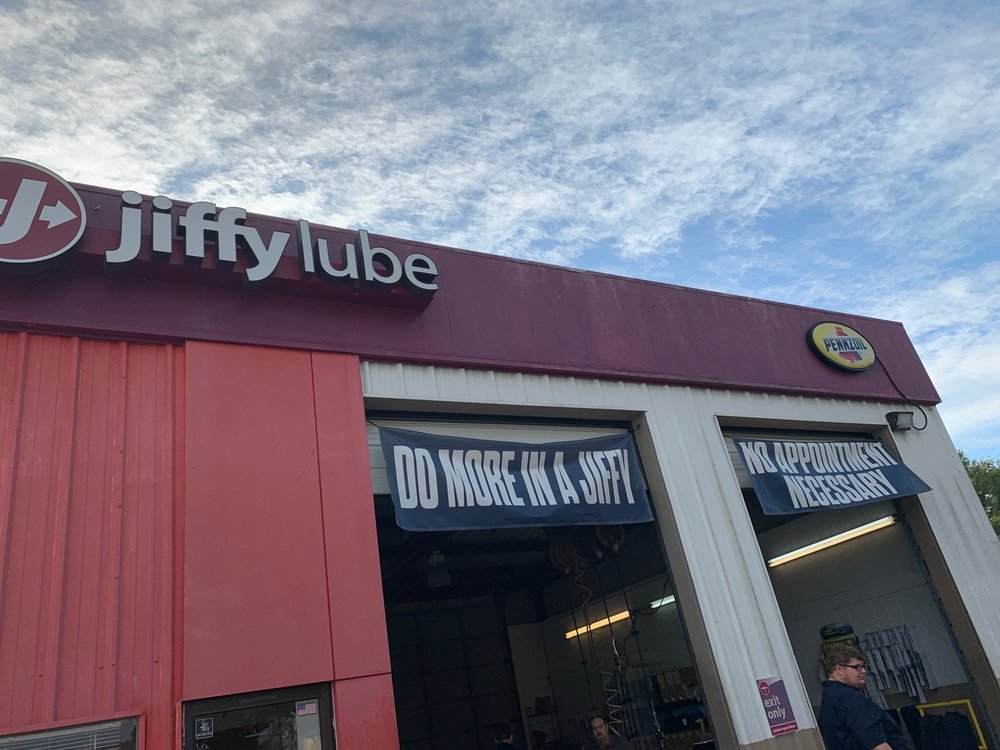 jiffy lube
PENNZOIL
DO MORE IN A JIFFY
NO APPOINTMENT
NECESSARY
exit
only